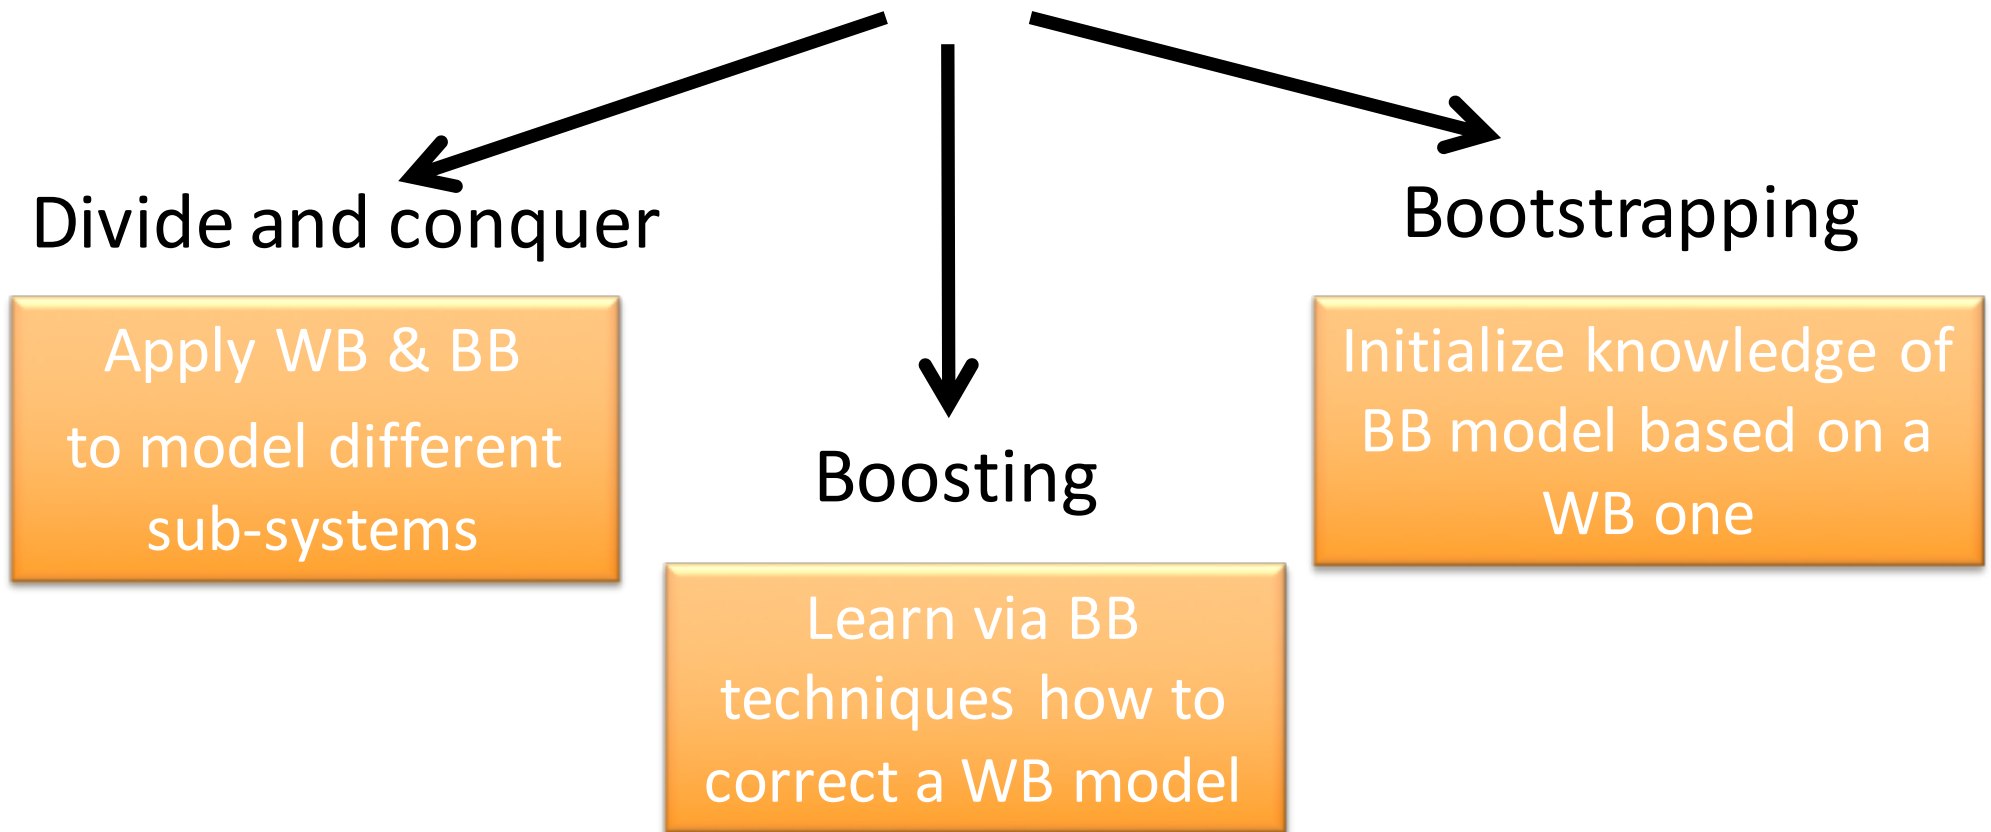 Divide and conquer
Apply WB & BB
to model different
sub-systems
Boosting
Learn via BB
techniques how to
correct a WB model
Bootstrapping
Initialize knowledge of
BB model based on a
WB one